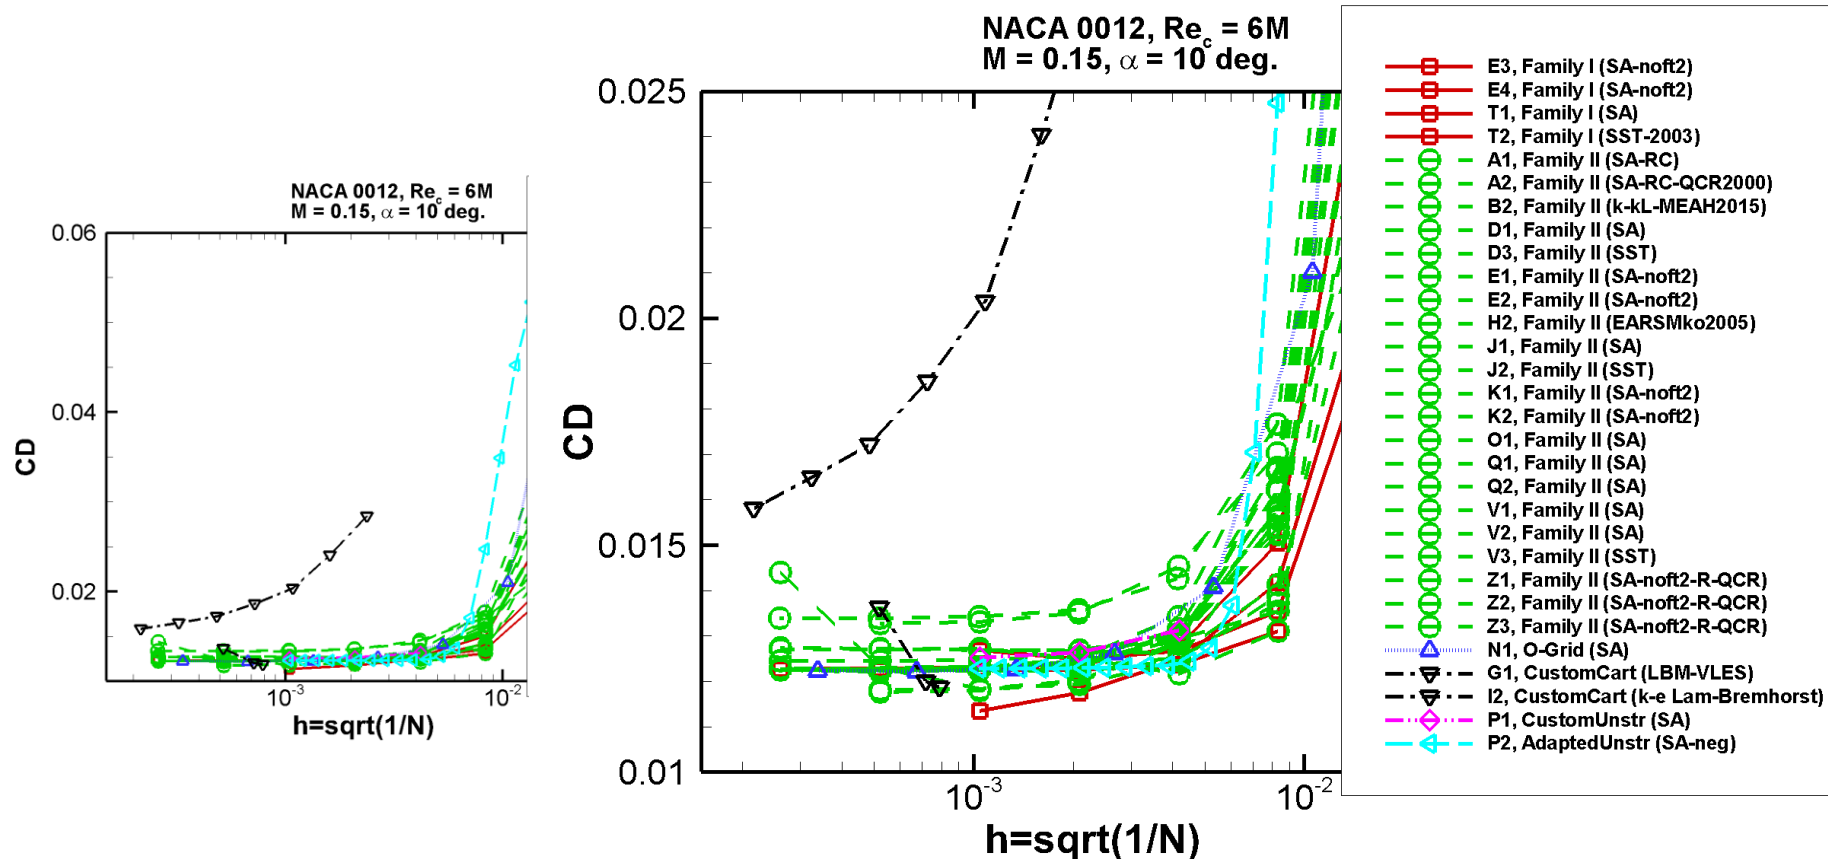 NACA 0012, Re_c = 6M
M = 0.15, α = 10 deg.
0.06
0.04
0.02
CD
10^-3
10^-2
h=sqrt(1/N)
NACA 0012, Re_c = 6M
M = 0.15, α = 10 deg.
0.025
0.02
0.015
0.01
CD
10^-3
10^-2
h=sqrt(1/N)
E3, Family I (SA-noft2)
E4, Family I (SA-noft2)
T1, Family I (SA)
T2, Family I (SST-2003)
A1, Family II (SA-RC)
A2, Family II (SA-RC-QCR2000)
B2, Family II (k-kL-MEAH2015)
D1, Family II (SA)
D3, Family II (SST)
E1, Family II (SA-noft2)
E2, Family II (SA-noft2)
H2, Family II (EARSMko2005)
J1, Family II (SA)
J2, Family II (SST)
K1, Family II (SA-noft2)
K2, Family II (SA-noft2)
O1, Family II (SA)
Q1, Family II (SA)
Q2, Family II (SA)
V1, Family II (SA)
V2, Family II (SA)
V3, Family II (SST)
Z1, Family II (SA-noft2-R-QCR)
Z2, Family II (SA-noft2-R-QCR)
Z3, Family II (SA-noft2-R-QCR)
N1, O-Grid (SA)
G1, CustomCart (LBM-VLES)
I2, CustomCart (k-e Lam-Bremhorst)
P1, CustomUnstr (SA)
P2, AdaptedUnstr (SA-neg)